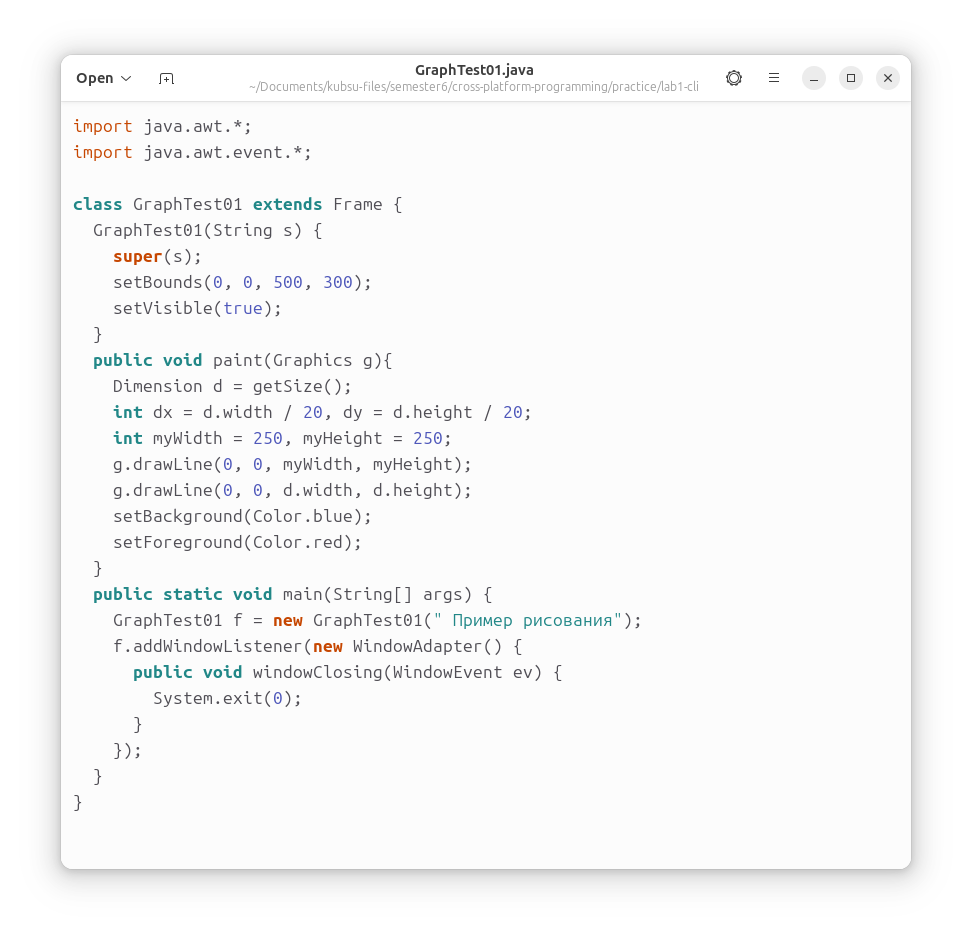 Open
GraphTest01.java
~/Documents/kubsu-files/semester6/cross-platform-programming/practice/lab1-cli
import java.awt.*;
import java.awt.event.*;

class GraphTest01 extends Frame {
  GraphTest01(String s) {
    super(s);
    setBounds(0, 0, 500, 300);
    setVisible(true);
  }
  public void paint(Graphics g){
    Dimension d = getSize();
    int dx = d.width / 20, dy = d.height / 20;
    int myWidth = 250, myHeight = 250;
    g.drawLine(0, 0, myWidth, myHeight);
    g.drawLine(0, 0, d.width, d.height);
    setBackground(Color.blue);
    setForeground(Color.red);
  }
  public static void main(String[] args) {
    GraphTest01 f = new GraphTest01(" Пример рисования");
    f.addWindowListener(new WindowAdapter() {
      public void windowClosing(WindowEvent ev) {
        System.exit(0);
      }
    });
  }
}